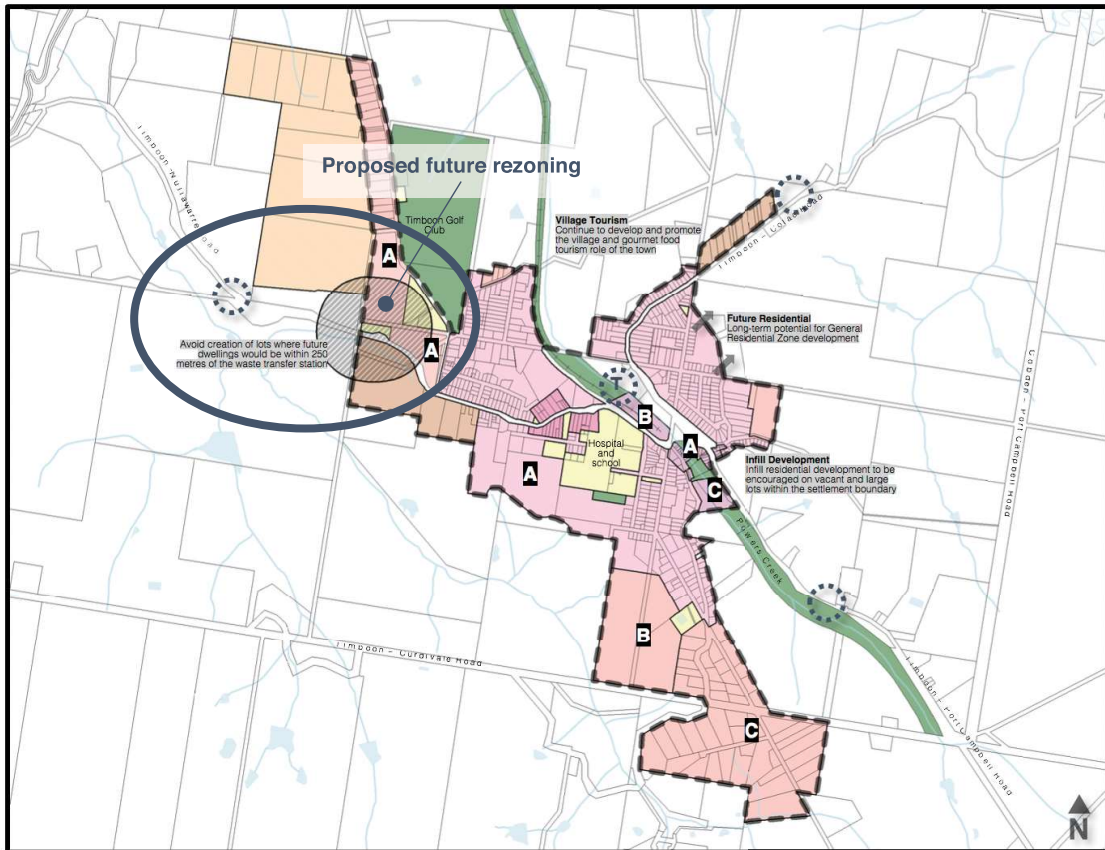 Proposed future rezoning
Timboon Golf
Club
Timboon-Nullawarre Road
A
A
Avoid creation of lots where future
dwellings would be within 250
metres of the waste transfer station
Village Tourism
Continue to develop and promote
the village and gourmet food
tourism role of the town
Timboon - Colac Road
Future Residential
Long-term potential for General
Residential Zone development
T
B
A
C
Hospital
and
school
A
Infill Development
Infill residential development to be
encouraged on vacant and large
lots within the settlement boundary
Cobden - Port Campbell Road
Powers Creek
B
C
Timboon - Curdivale Road
Timboon - Port Campbell Road
N